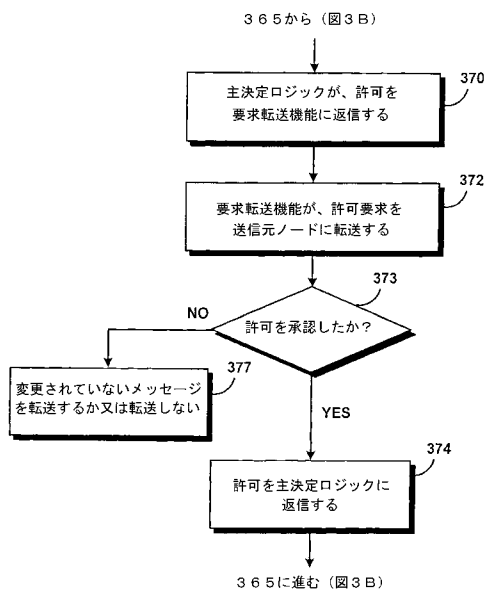 365から（図3B）
370
主決定ロジックが、許可を
要求転送機能に返信する
372
要求転送機能が、許可要求を
送信元ノードに転送する
373
許可を承認したか？
NO
377
変更されていないメッセージ
を転送するか又は転送しない
YES
374
許可を主決定ロジックに
返信する
365に進む（図3B）